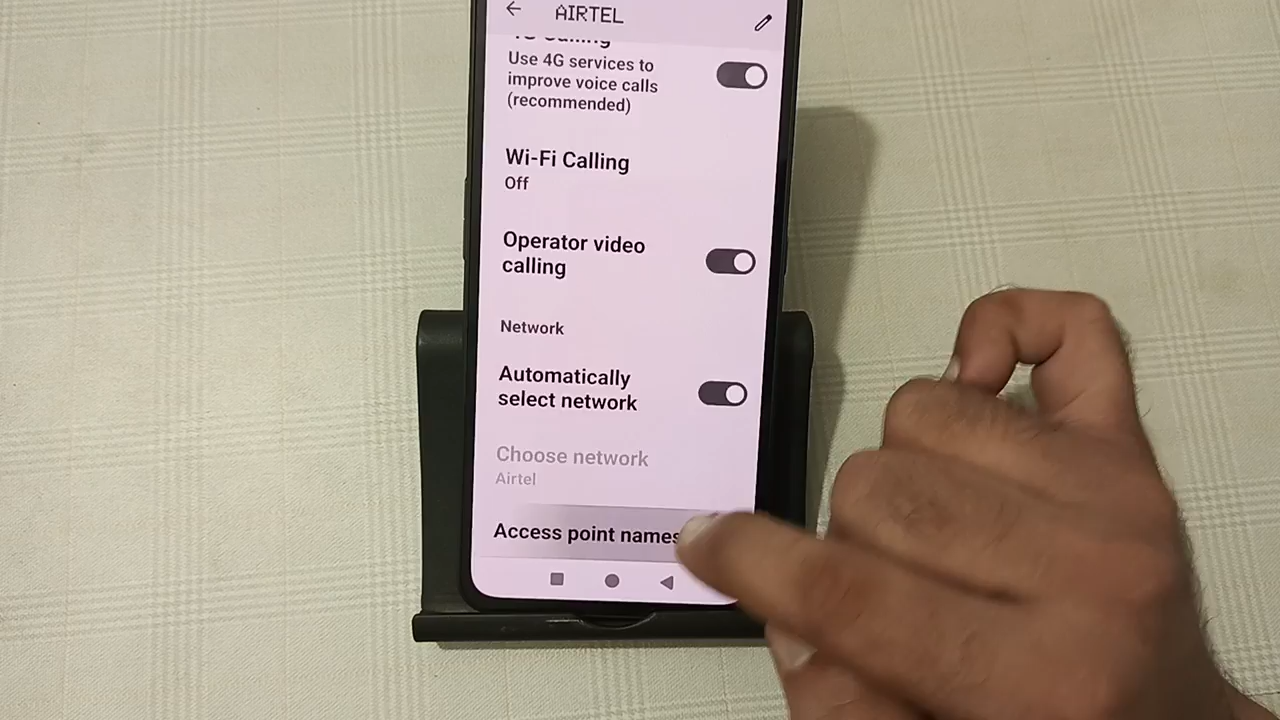 AIRTEL
Use 4G services to
improve voice calls
(recommended)
Wi-Fi Calling
Off
Operator video
calling
Network
Automatically
select network
Choose network
Airtel
Access point names